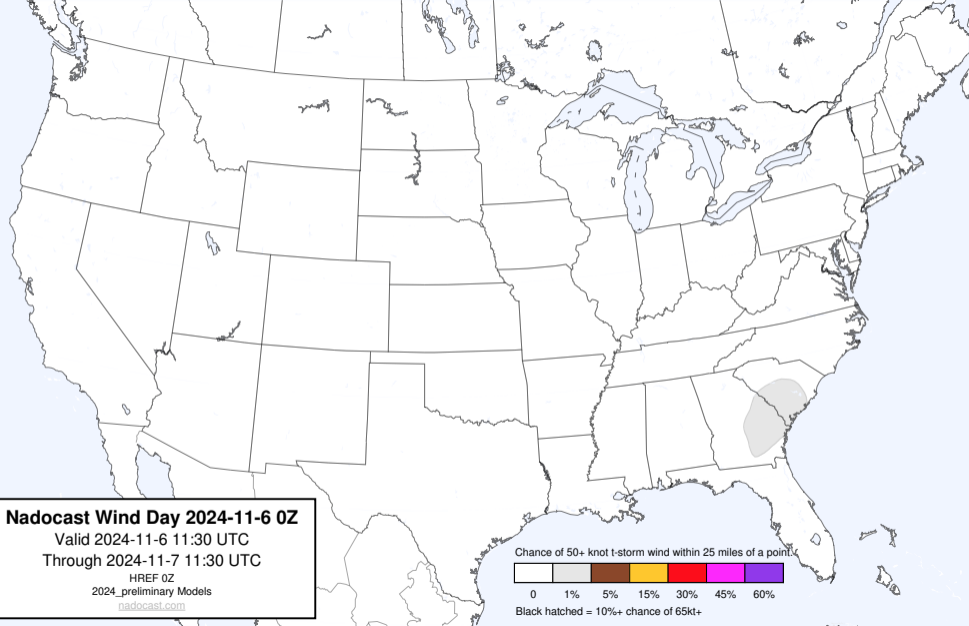 Nadocast Wind Day 2024-11-6 0Z
Valid 2024-11-6 11:30 UTC
Through 2024-11-7 11:30 UTC
HREF 0Z
2024_preliminary Models
nadocast.com
Chance of 50+ knot t-storm wind within 25 miles of a point.
0 1% 5% 15% 30% 45% 60%
Black hatched = 10%+ chance of 65kt+